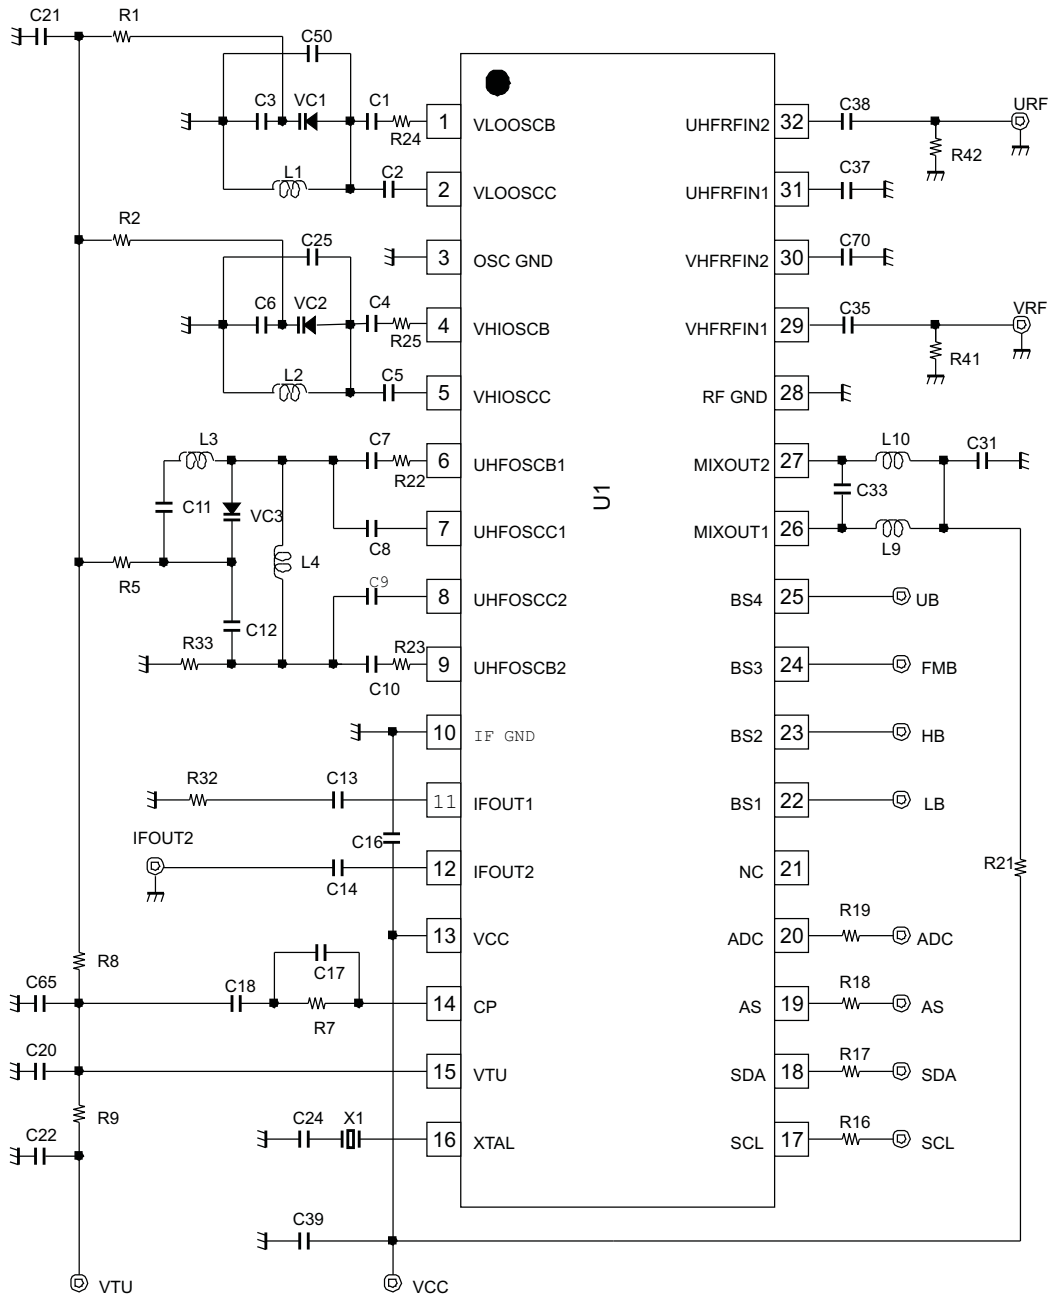 C21 R1
C50
C3 VC1 C1
R24
1 VLOOSCB UHFRFIN2 32 C38 URF
R42
L1 C2
2 VLOOSCC UHFRFIN1 31 C37
R2
C25
3 OSC GND VHFRFIN2 30 C70
C6 VC2 C4
R25
4 VHIOSCB VHFRFIN1 29 C35 VRF
R41
L2 C5
5 VHIOSCC RF GND 28
L3 C7
R22
6 UHFOSCB1 MIXOUT2 27 L10 C31
C33
C11 VC3
U1
C8
7 UHFOSCC1 MIXOUT1 26 L9
R5 L4
C9
8 UHFOSCC2 BS4 25 UB
C12
R33 R23
C10
9 UHFOSCB2 BS3 24 FMB
10 IF GND BS2 23 HB
R32 C13
11 IFOUT1 BS1 22 LB
IFOUT2 C16
C14
12 IFOUT2 NC 21 R21
R19
13 VCC ADC 20 ADC
R8
C17
C65 C18
R7
14 CP AS 19 R18 AS
C20
15 VTU SDA 18 R17 SDA
R9
C22 C24 X1
16 XTAL SCL 17 R16 SCL
C39
VTU VCC